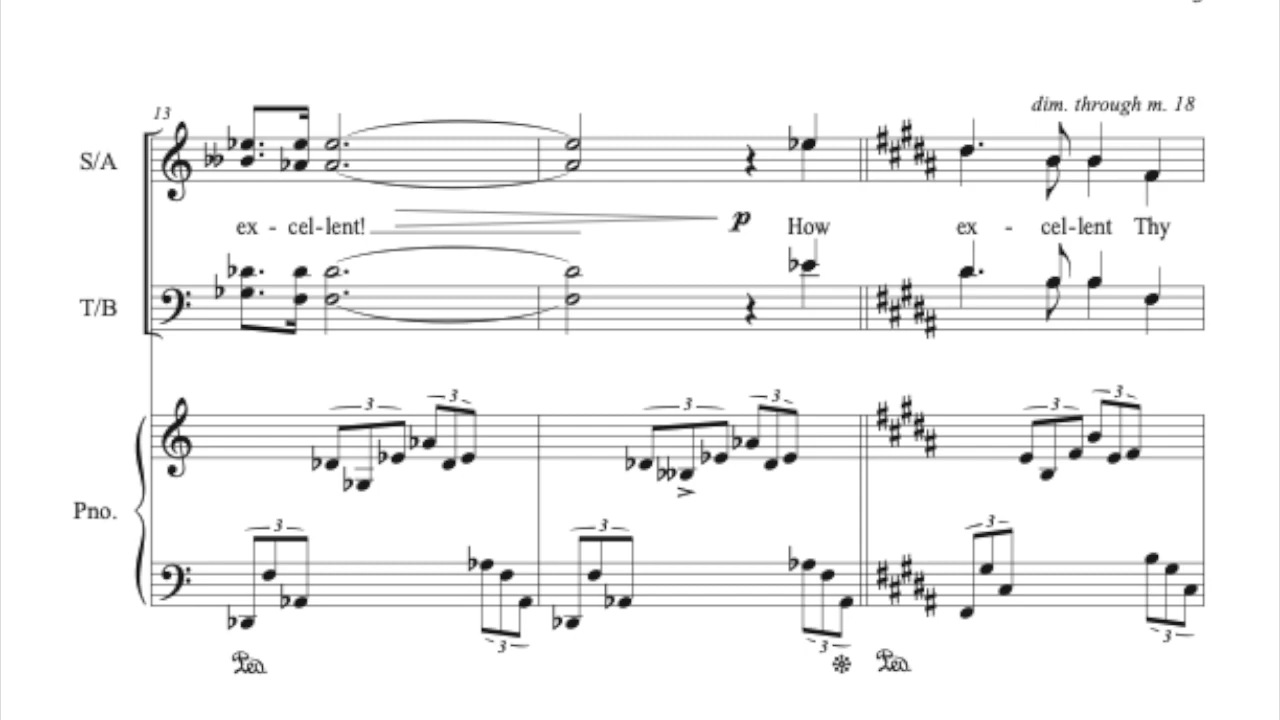 dim. through m. 18
13
S/A
ex - cel-lent! p How
ex - cel-lent Thy
T/B
3 3 3 3 3 3
Pno.
3 3 3
3 3 3
Ped Ped